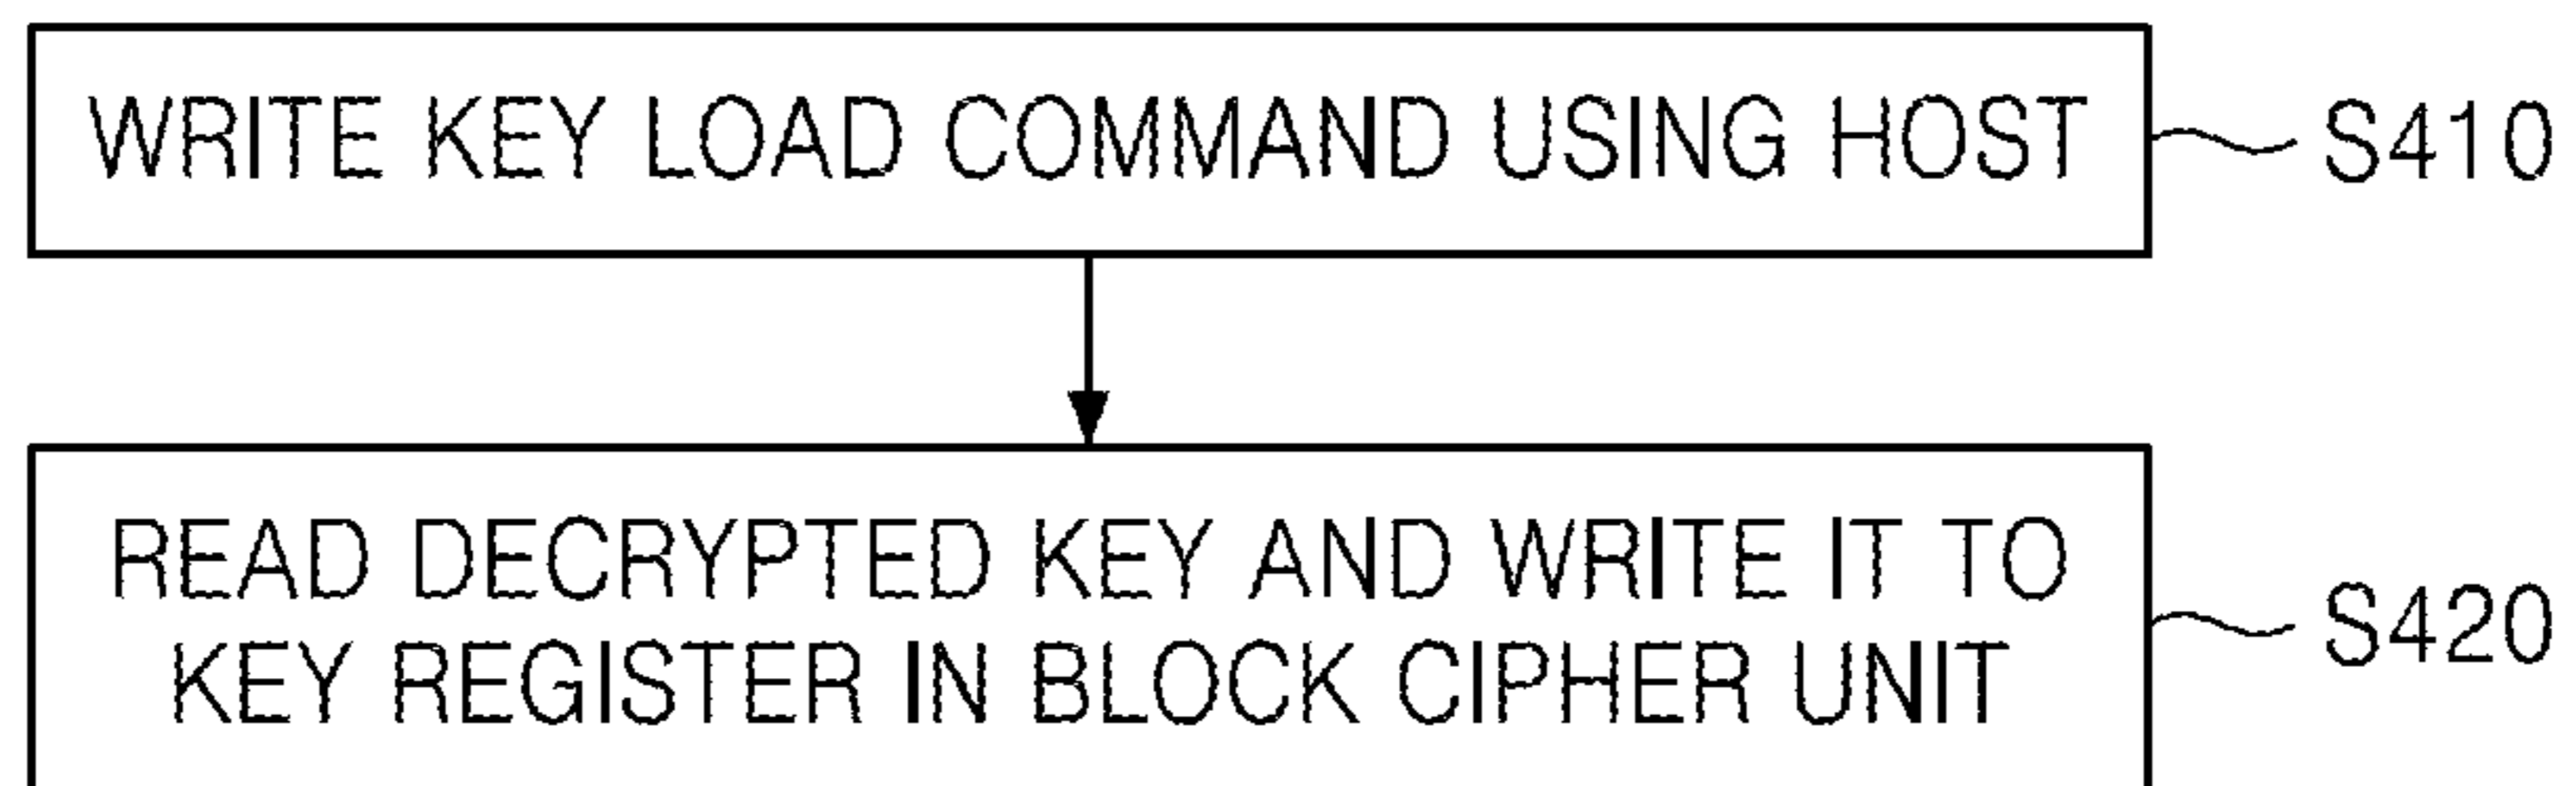 WRITE KEY LOAD COMMAND USING HOST
S410
READ DECRYPTED KEY AND WRITE IT TO
KEY REGISTER IN BLOCK CIPHER UNIT
S420